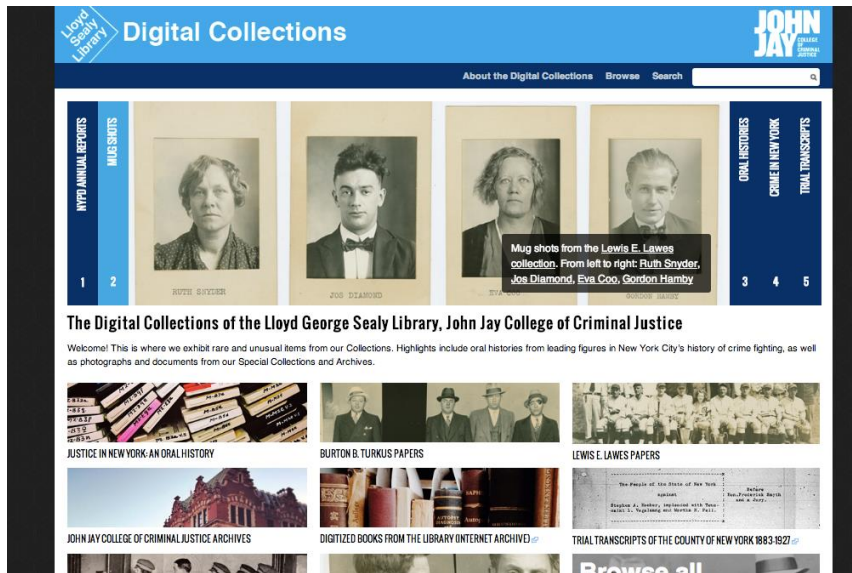 Lloyd
Sealy
Library
Digital Collections
JOHN
JAY
COLLEGE
OF
CRIMINAL
JUSTICE
About the Digital Collections Browse Search
NYPD ANNUAL REPORTS
1
MUG SHOTS
2
RUTH SNYDER
JOS DIAMOND
EVA COO
GORDON HAMBY
Mug shots from the Lewis E. Lawes
collection. From left to right: Ruth Snyder,
Jos Diamond, Eva Coo, Gordon Hamby
ORAL HISTORIES
3
CRIME IN NEW YORK
4
TRIAL TRANSCRIPTS
5
The Digital Collections of the Lloyd George Sealy Library, John Jay College of Criminal Justice
Welcome! This is where we exhibit rare and unusual items from our Collections. Highlights include oral histories from leading figures in New York City's history of crime fighting, as well
as photographs and documents from our Special Collections and Archives.
JUSTICE IN NEW YORK: AN ORAL HISTORY
BURTON B. TURKUS PAPERS
LEWIS E. LAWES PAPERS
The People of the State of New York
against
Before
and a Jury.
JOHN JAY COLLEGE OF CRIMINAL JUSTICE ARCHIVES
DIGITIZED BOOKS FROM THE LIBRARY (INTERNET ARCHIVE)
TRIAL TRANSCRIPTS OF THE COUNTY OF NEW YORK 1883-1927
Browse all